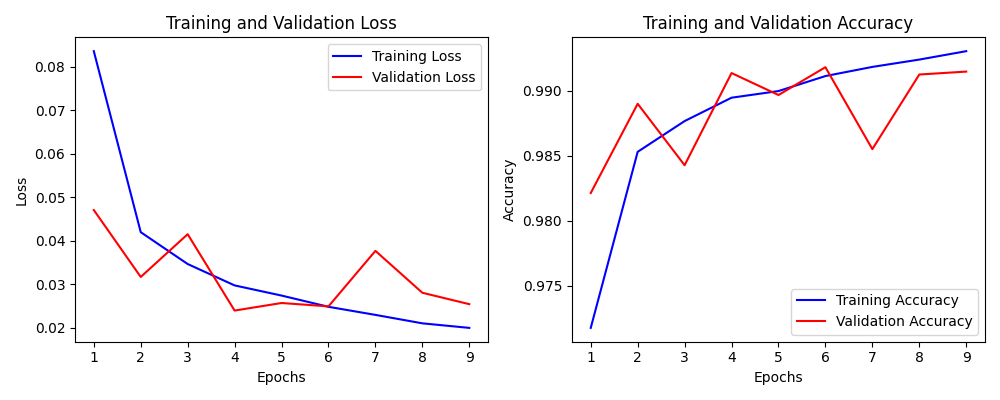 Training and Validation Loss
Training Loss
Validation Loss
0.08
0.07
0.06
0.05
0.04
0.03
0.02
Loss
1 2 3 4 5 6 7 8 9
Epochs
Training and Validation Accuracy
0.990
0.985
0.980
0.975
Accuracy
Training Accuracy
Validation Accuracy
1 2 3 4 5 6 7 8 9
Epochs